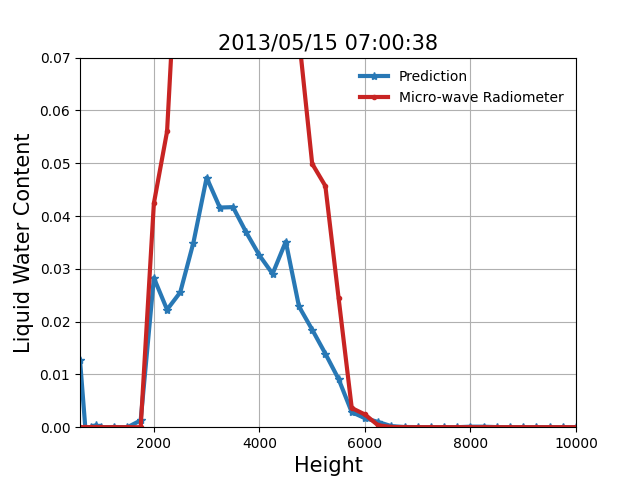 2013/05/15 07:00:38
Prediction
Micro-wave Radiometer
Liquid Water Content
0.07
0.06
0.05
0.04
0.03
0.02
0.01
0.00
2000 4000 6000 8000 10000
Height